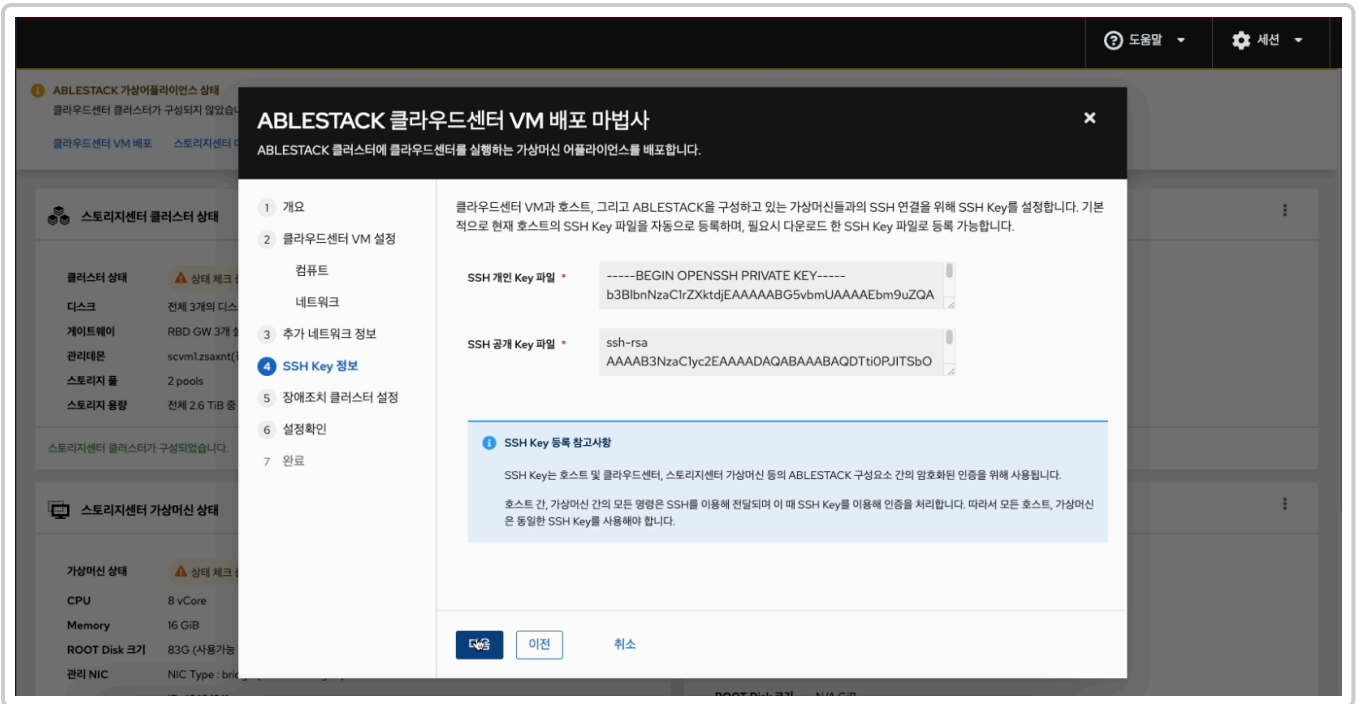 도움말
세션
ABLESTACK 가상어플라이언스 상태
클라우드센터 클러스터가 구성되지 않았습니
클라우드센터 VM 배포 스토리지센터
ABLESTACK 클라우드센터 VM 배포 마법사
ABLESTACK 클러스터에 클라우드센터를 실행하는 가상머신 어플라이언스를 배포합니다.
스토리지센터 클러스터 상태
클러스터 상태 상태 체크
디스크 전체 3개의 디스
게이트웨이 RBD GW 3개
관리데몬 scvm1.zsaxnt(
스토리지 풀 2 pools
스토리지 용량 전체 2.6 TiB 중
스토리지센터 클러스터가 구성되었습니다.
스토리지센터 가상머신 상태
가상머신 상태 상태 체크
CPU 8 vCore
Memory 16 GiB
ROOT Disk 크기 83G (사용가능
관리 NIC NIC Type : bridge
1 개요
2 클라우드센터 VM 설정
컴퓨트
네트워크
3 추가 네트워크 정보
4 SSH Key 정보
5 장애조치 클러스터 설정
6 설정확인
7 완료
클라우드센터 VM과 호스트, 그리고 ABLESTACK을 구성하고 있는 가상머신들과의 SSH 연결을 위해 SSH Key를 설정합니다. 기본
적으로 현재 호스트의 SSH Key 파일을 자동으로 등록하며, 필요시 다운로드 한 SSH Key 파일로 등록 가능합니다.
SSH 개인 Key 파일 *
-----BEGIN OPENSSH PRIVATE KEY-----
b3BlbnNzaC1rZXktdjEAAAAABG5vbmUAAAAEbm9uZQA
SSH 공개 Key 파일 *
ssh-rsa
AAAAB3NzaC1yc2EAAAADAQABAAABAQDTti0PJITSbO
SSH Key 등록 참고사항
SSH Key는 호스트 및 클라우드센터, 스토리지센터 가상머신 등의 ABLESTACK 구성요소 간의 암호화된 인증을 위해 사용됩니다.
호스트 간, 가상머신 간의 모든 명령은 SSH를 이용해 전달되며 이 때 SSH Key를 이용해 인증을 처리합니다. 따라서 모든 호스트, 가상머신
은 동일한 SSH Key를 사용해야 합니다.
다음 이전 취소
ROOT Disk 크기 N/A GiB